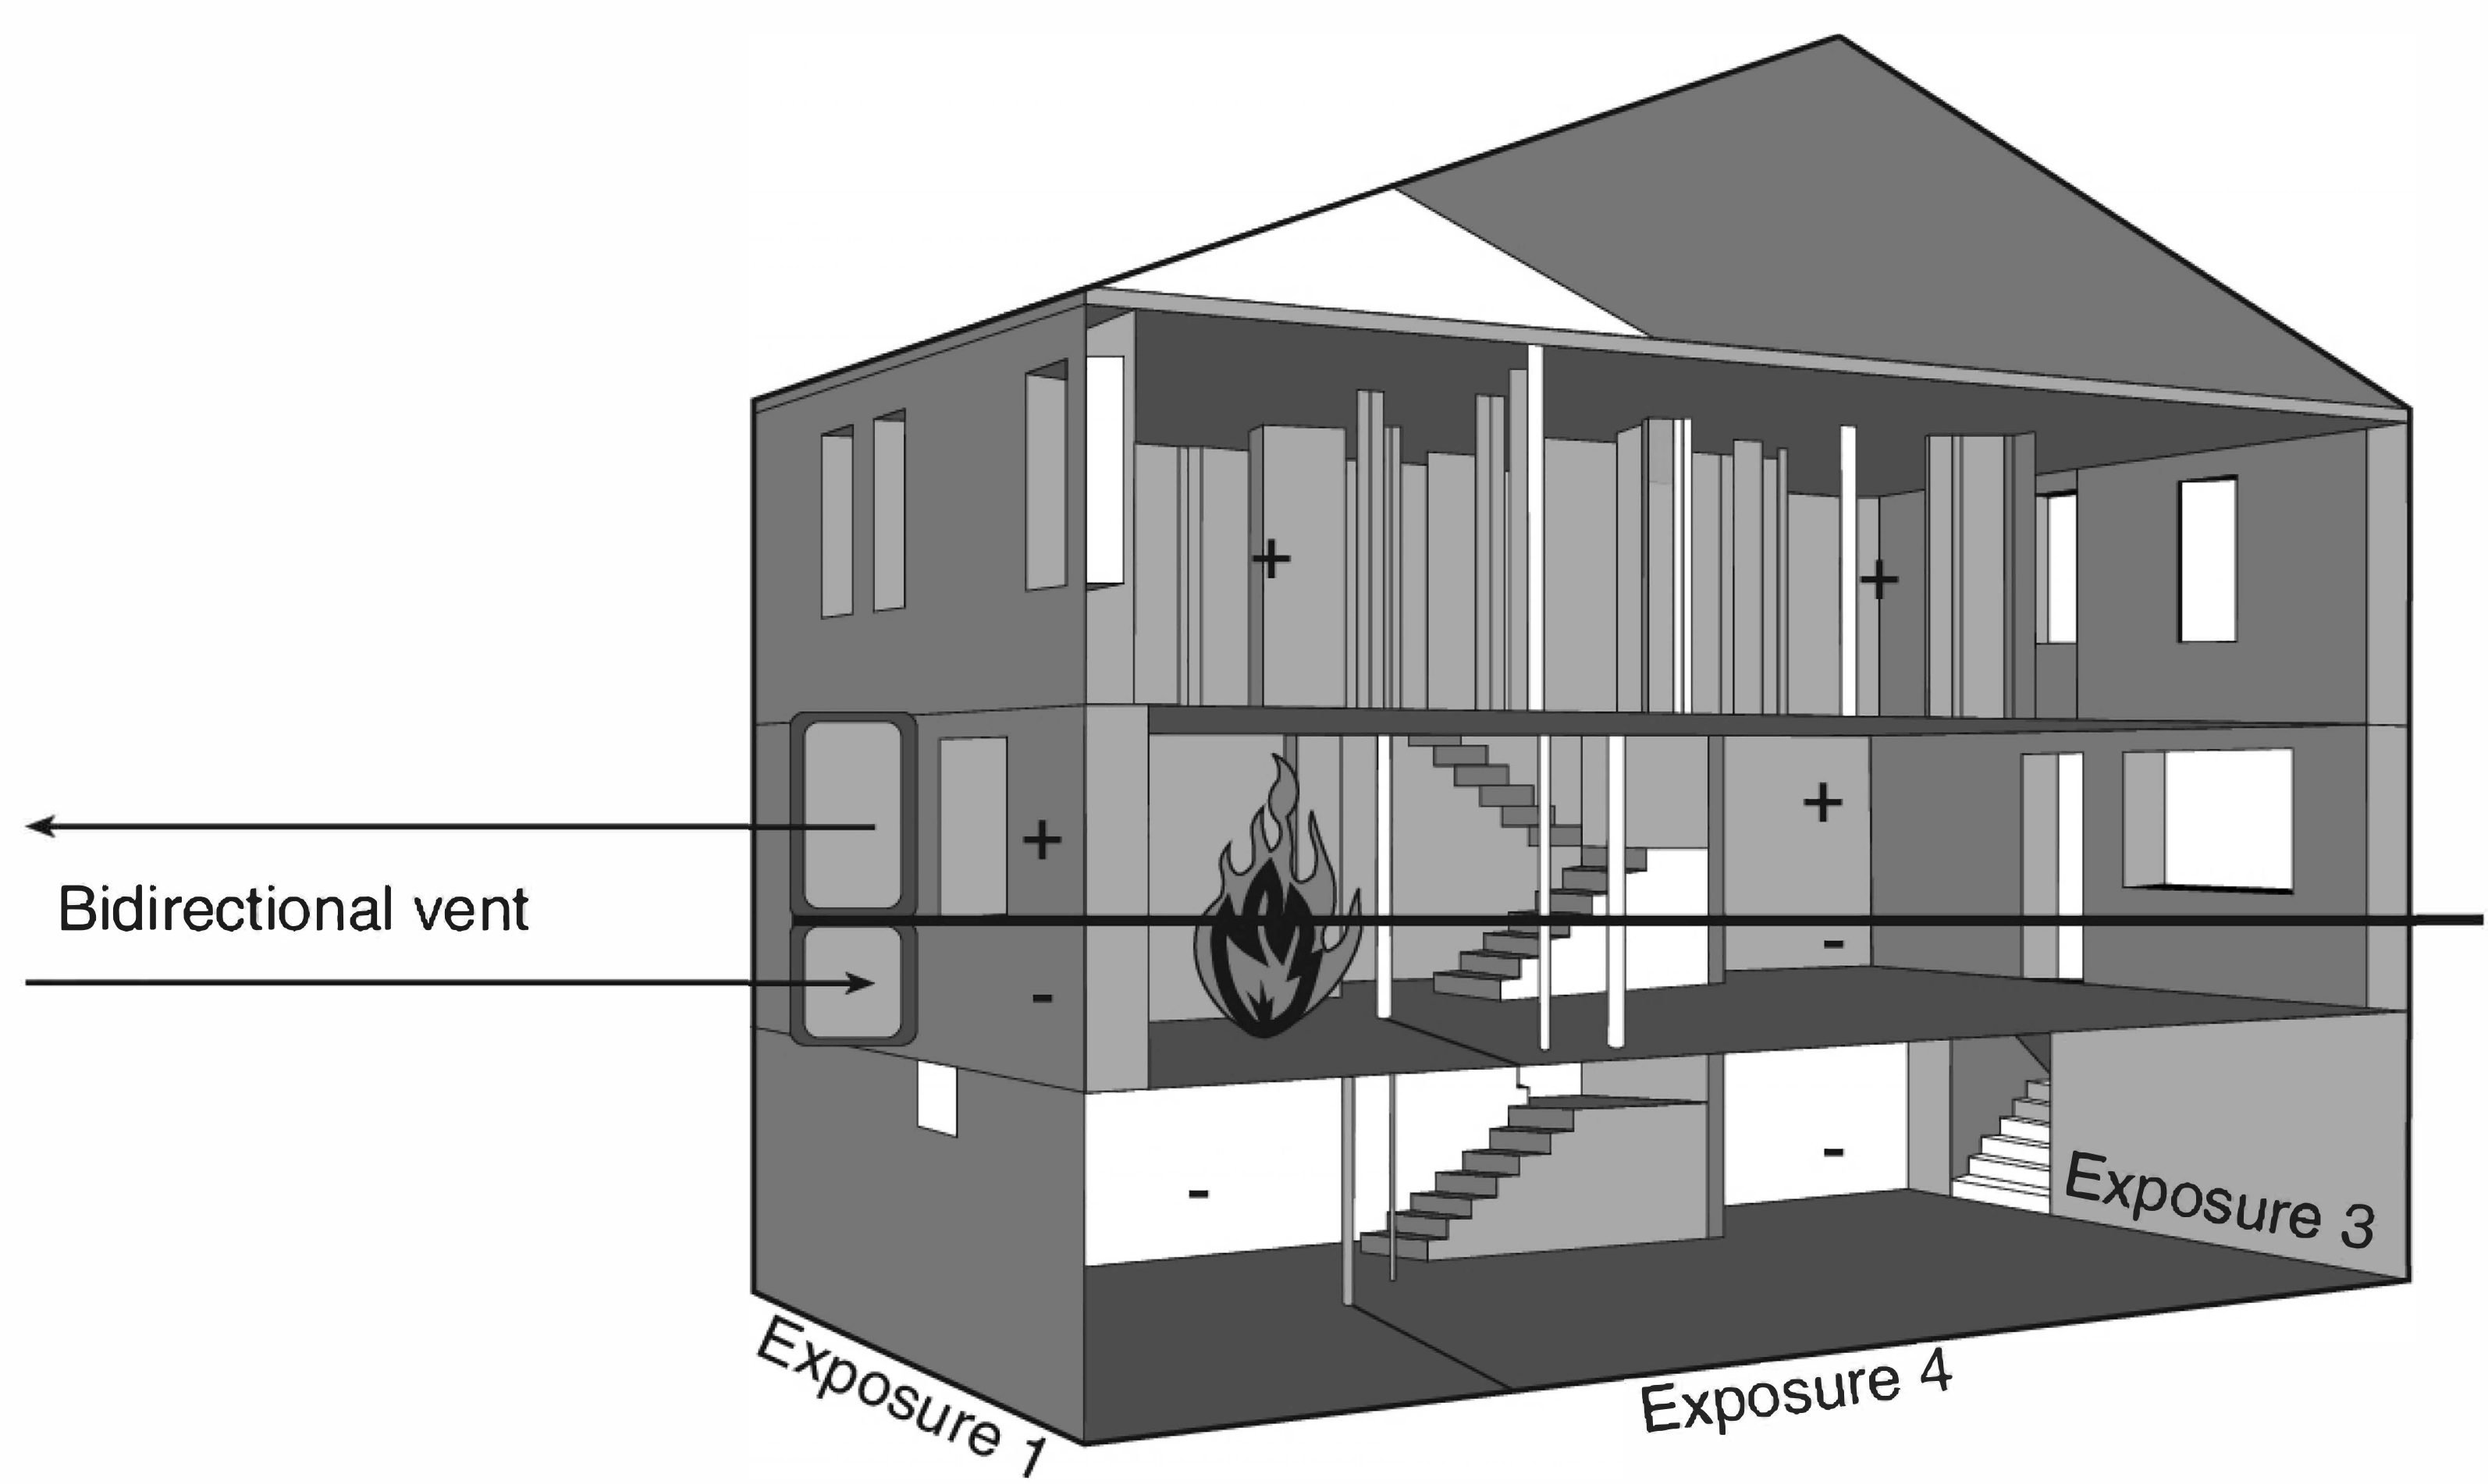 +
+
+
+
Bidirectional vent
-
-
-
-
Exposure 3
Exposure 4
Exposure 1